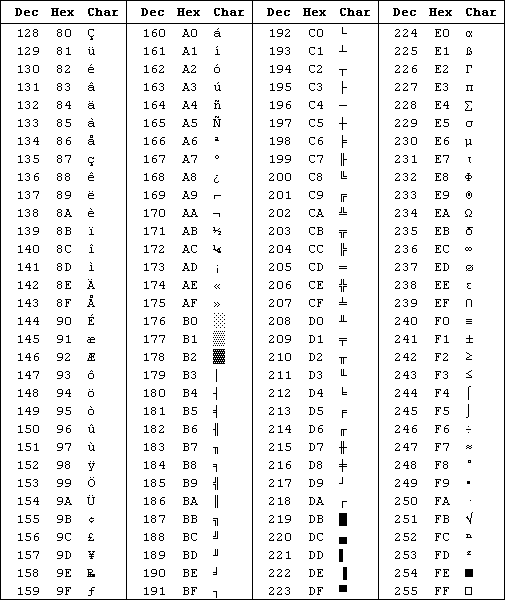 Dec Hex Char Dec Hex Char Dec Hex Char Dec Hex Char
128 80 Ç 160 A0 á 192 C0 └ 224 E0 α
129 81 ü 161 A1 í 193 C1 ┴ 225 E1 ß
130 82 é 162 A2 ó 194 C2 ┬ 226 E2 Γ
131 83 â 163 A3 ú 195 C3 ├ 227 E3 π
132 84 ä 164 A4 ñ 196 C4 ─ 228 E4 Σ
133 85 à 165 A5 Ñ 197 C5 ┼ 229 E5 σ
134 86 å 166 A6 ª 198 C6 ╞ 230 E6 µ
135 87 ç 167 A7 º 199 C7 ╟ 231 E7 τ
136 88 ê 168 A8 ¿ 200 C8 ╚ 232 E8 Φ
137 89 ë 169 A9 ⌐ 201 C9 ╔ 233 E9 Θ
138 8A è 170 AA ¬ 202 CA ╩ 234 EA Ω
139 8B ï 171 AB ½ 203 CB ╦ 235 EB δ
140 8C î 172 AC ¼ 204 CC ╠ 236 EC ∞
141 8D ì 173 AD ¡ 205 CD ═ 237 ED ø
142 8E Ä 174 AE « 206 CE ╬ 238 EE ε
143 8F Å 175 AF » 207 CF ╧ 239 EF ∩
144 90 É 176 B0 ░ 208 D0 ╨ 240 F0 ≡
145 91 æ 177 B1 ▒ 209 D1 ╤ 241 F1 ±
146 92 Æ 178 B2 ▓ 210 D2 ╥ 242 F2 ≥
147 93 ô 179 B3 │ 211 D3 ╙ 243 F3 ≤
148 94 ö 180 B4 ┤ 212 D4 ╘ 244 F4 ⌠
149 95 ò 181 B5 ╡ 213 D5 ╒ 245 F5 ⌡
150 96 û 182 B6 ╢ 214 D6 ╓ 246 F6 ÷
151 97 ù 183 B7 ╖ 215 D7 ╫ 247 F7 ≈
152 98 ÿ 184 B8 ╕ 216 D8 ╪ 248 F8 °
153 99 Ö 185 B9 ╣ 217 D9 ┘ 249 F9 •
154 9A Ü 186 BA ║ 218 DA ┌ 250 FA ·
155 9B ¢ 187 BB ╗ 219 DB █ 251 FB √
156 9C £ 188 BC ╝ 220 DC ▄ 252 FC ⁿ
157 9D ¥ 189 BD ╜ 221 DD ▌ 253 FD ²
158 9E ₧ 190 BE ╛ 222 DE ▐ 254 FE ■
159 9F ƒ 191 BF ┐ 223 DF ▀ 255 FF □